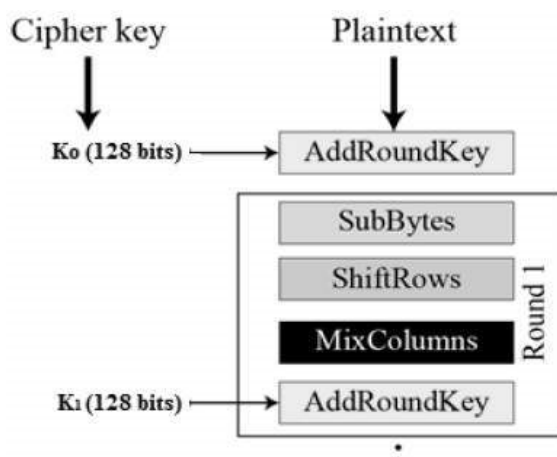 Cipher key
Plaintext
K₀ (128 bits)
AddRoundKey
SubBytes
ShiftRows
MixColumns
Round 1
K₁ (128 bits)
AddRoundKey